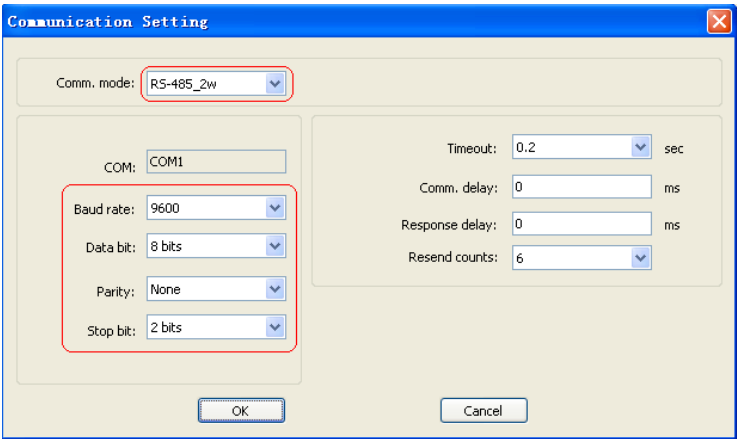 Communication Setting
Comm. mode: RS-485_2w
COM: COM1
Baud rate: 9600
Data bit: 8 bits
Parity: None
Stop bit: 2 bits
Timeout: 0.2 sec
Comm. delay: 0 ms
Response delay: 0 ms
Resend counts: 6
OK
Cancel